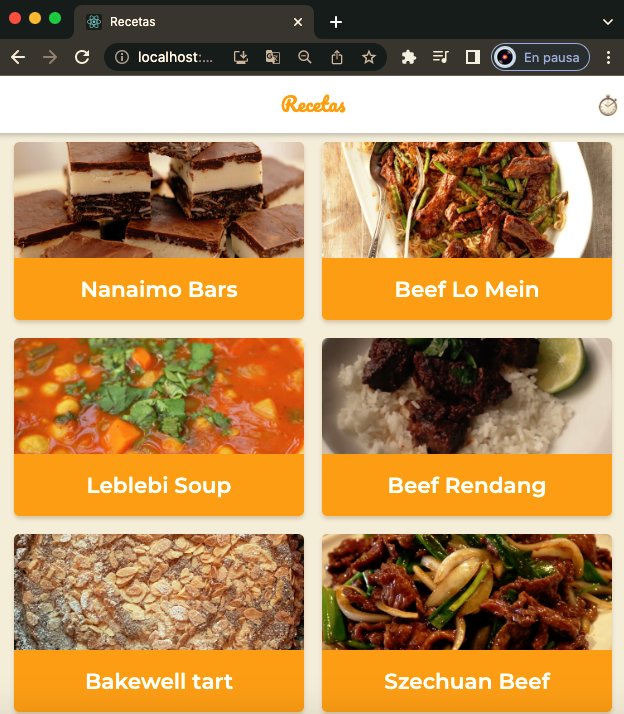 Recetas
localhost:...
En pausa
Recetas
Nanaimo Bars
Beef Lo Mein
Leblebi Soup
Beef Rendang
Bakewell tart
Szechuan Beef